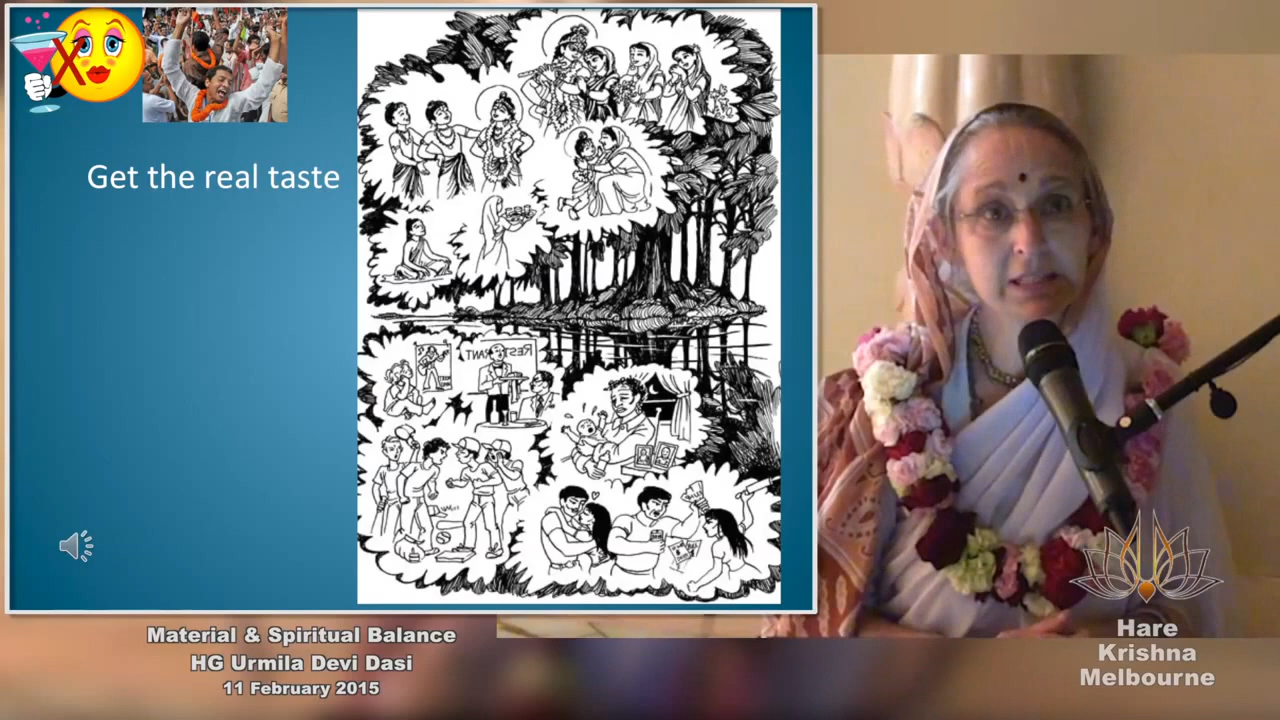 Get the real taste
RESTAURANT
Material & Spiritual Balance
HG Urmila Devi Dasi
11 February 2015
Hare
Krishna
Melbourne